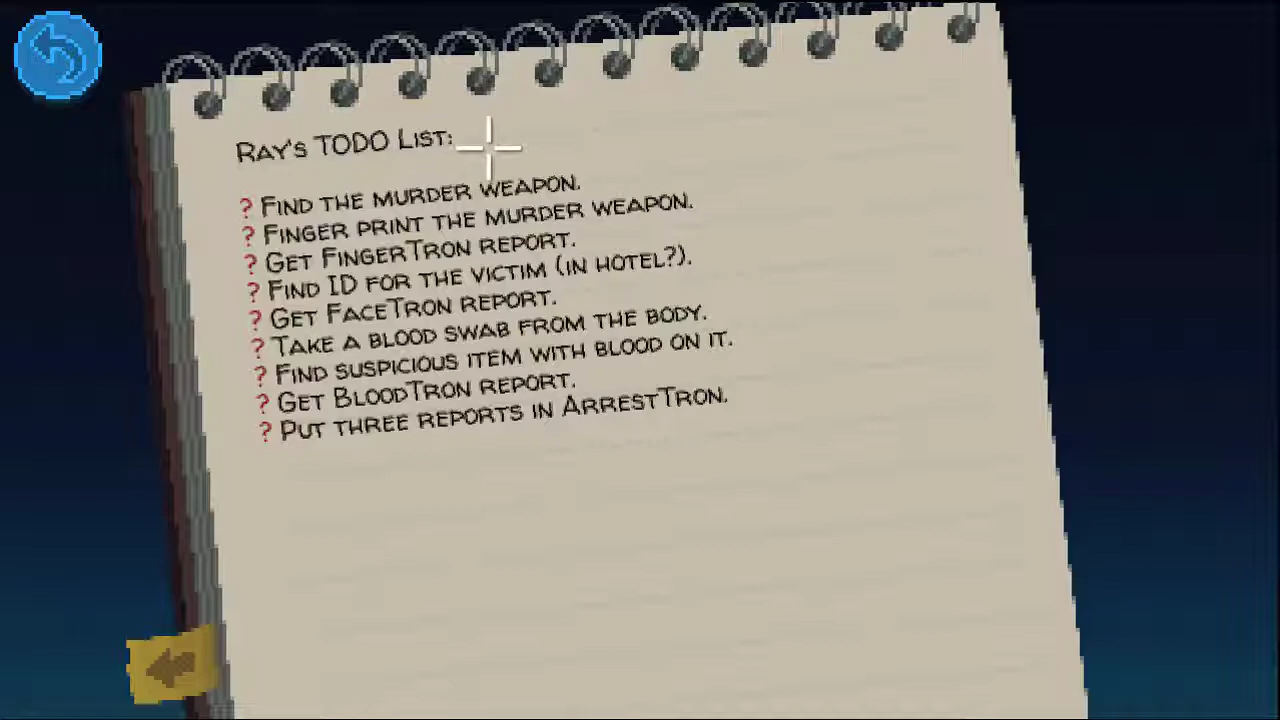 Ray's TODO List:
? Find the murder weapon.
? Finger print the murder weapon.
? Get FingerTron report.
? Find ID for the victim (in hotel?).
? Get FaceTron report.
? Take a blood swab from the body.
? Find suspicious item with blood on it.
? Get BloodTron report.
? Put three reports in ArrestTron.